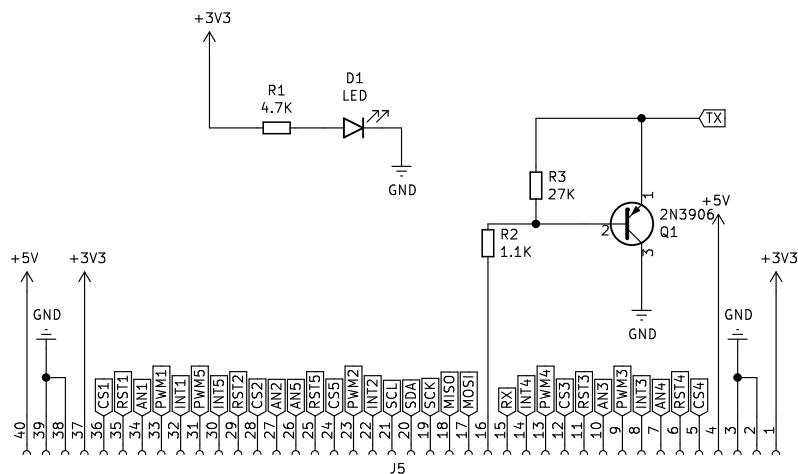 +3V3
R1
4.7K
D1
LED
GND
TX
R3
27K
1
2
3
2N3906
Q1
+5V
R2
1.1K
GND
+5V
+3V3
GND
GND
+3V3
CS1
RST1
AN1
PWM1
INT1
PWM5
INT5
RST2
CS2
AN2
AN5
RST5
CS5
PWM2
INT2
SCL
SDA
SCK
MISO
MOSI
RX
INT4
PWM4
CS3
RST3
AN3
PWM3
INT3
AN4
RST4
CS4
40
39
38
37
36
35
34
33
32
31
30
29
28
27
26
25
24
23
22
21
20
19
18
17
16
15
14
13
12
11
10
9
8
7
6
5
4
3
2
1
J5